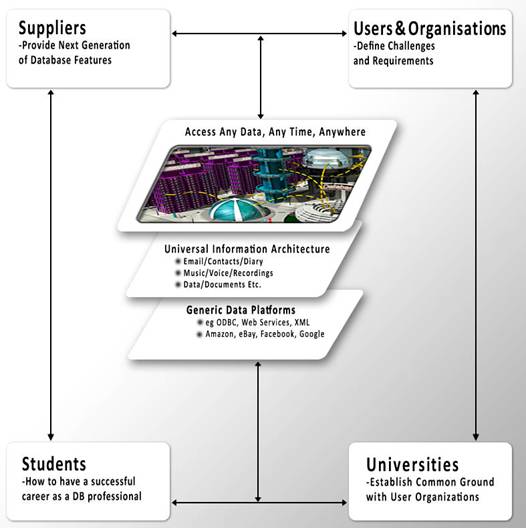 Suppliers
-Provide Next Generation
of Database Features
Users & Organisations
-Define Challenges
and Requirements
Access Any Data, Any Time, Anywhere
Universal Information Architecture
Email/Contacts/Diary
Music/Voice/Recordings
Data/Documents Etc.
Generic Data Platforms
eg ODBC, Web Services, XML
Amazon, eBay, Facebook, Google
Students
-How to have a successful
career as a DB professional
Universities
-Establish Common Ground
with User Organizations